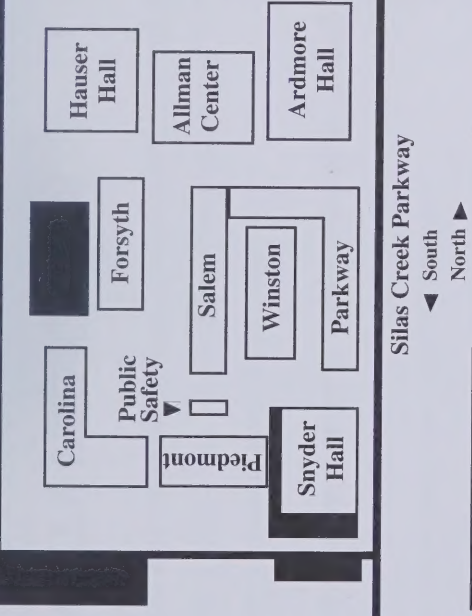 Hauser
Hall
Allman
Center
Ardmore
Hall
Forsyth
Salem
Winston
Parkway
Carolina
Public
Safety
Piedmont
Snyder
Hall
Silas Creek Parkway
◀ South
North ▶